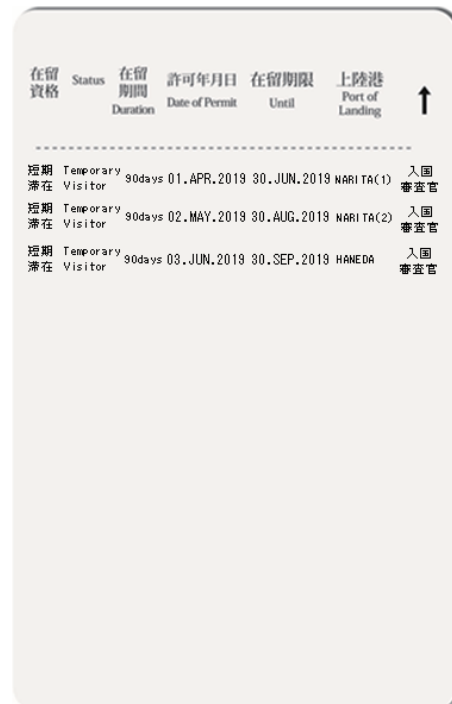 在留資格 Status 在留期間 Duration 許可年月日 Date of Permit 在留期限 Until 上陸港 Port of Landing ↑
短期滞在 Temporary Visitor 90days 01.APR.2019 30.JUN.2019 NARITA(1) 入国審査官
短期滞在 Temporary Visitor 90days 02.MAY.2019 30.AUG.2019 NARITA(2) 入国審査官
短期滞在 Temporary Visitor 90days 03.JUN.2019 30.SEP.2019 HANEDA 入国審査官